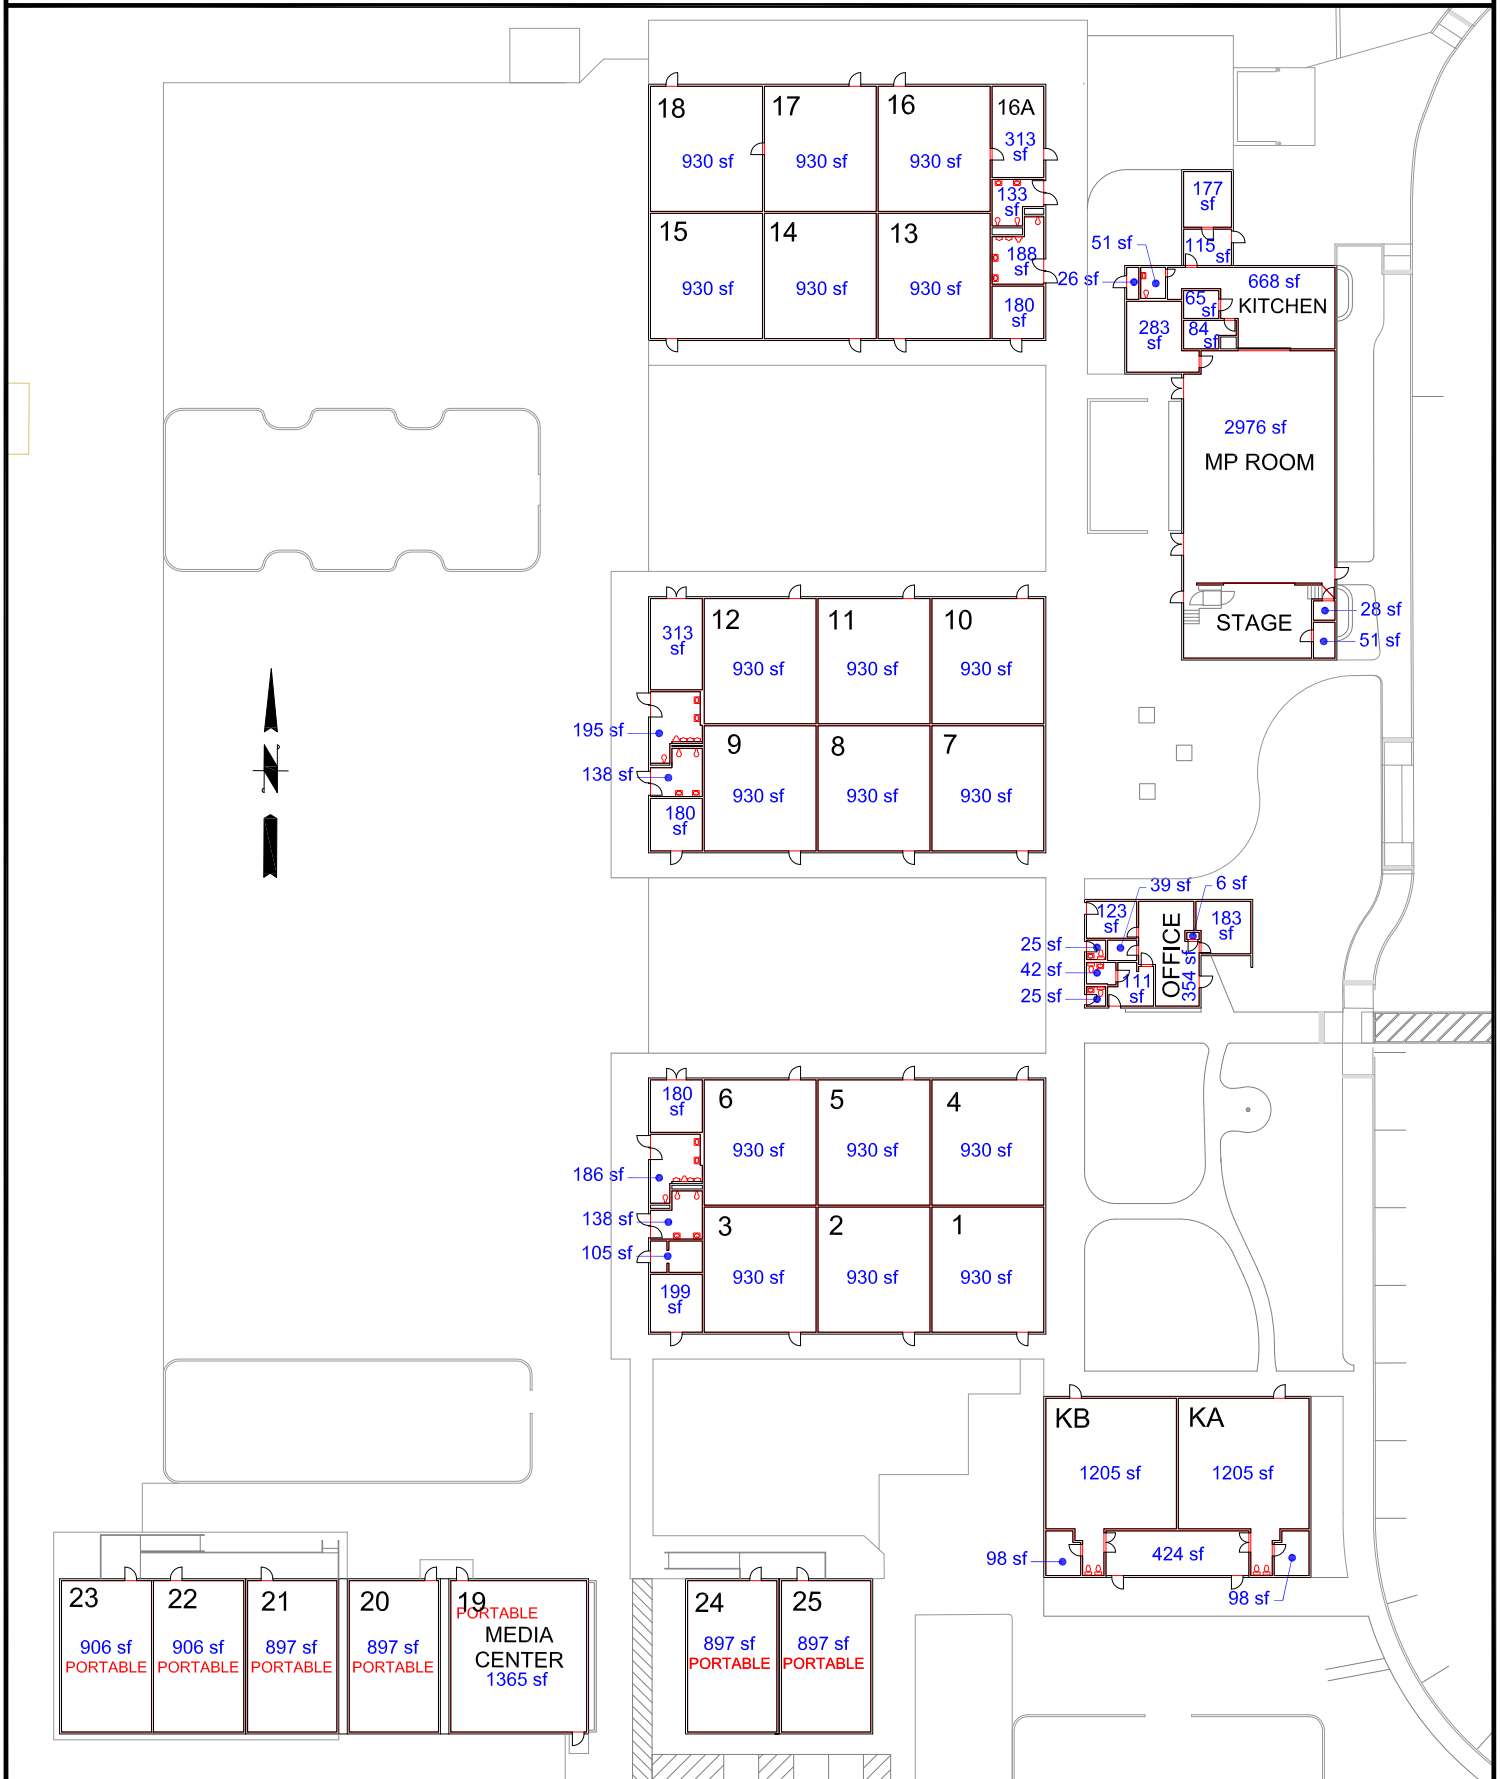 18
17
16
16A
930 sf
930 sf
930 sf
313
sf
133
sf
15
14
13
930 sf
930 sf
930 sf
188
sf
180
sf
177
sf
115
sf
51 sf
26 sf
668 sf
KITCHEN
65
sf
84
sf
283
sf
2976 sf
MP ROOM
STAGE
28 sf
51 sf
313
sf
12
11
10
930 sf
930 sf
930 sf
195 sf
138 sf
180
sf
9
8
7
930 sf
930 sf
930 sf
39 sf
6 sf
123
sf
183
sf
25 sf
42 sf
25 sf
111
sf
OFFICE
354 sf
180
sf
6
5
4
930 sf
930 sf
930 sf
186 sf
138 sf
105 sf
199
sf
3
2
1
930 sf
930 sf
930 sf
KB
KA
1205 sf
1205 sf
98 sf
424 sf
98 sf
23
22
21
20
19
906 sf
906 sf
897 sf
897 sf
PORTABLE
PORTABLE
PORTABLE
PORTABLE
PORTABLE
MEDIA
CENTER
1365 sf
24
25
897 sf
897 sf
PORTABLE
PORTABLE
N